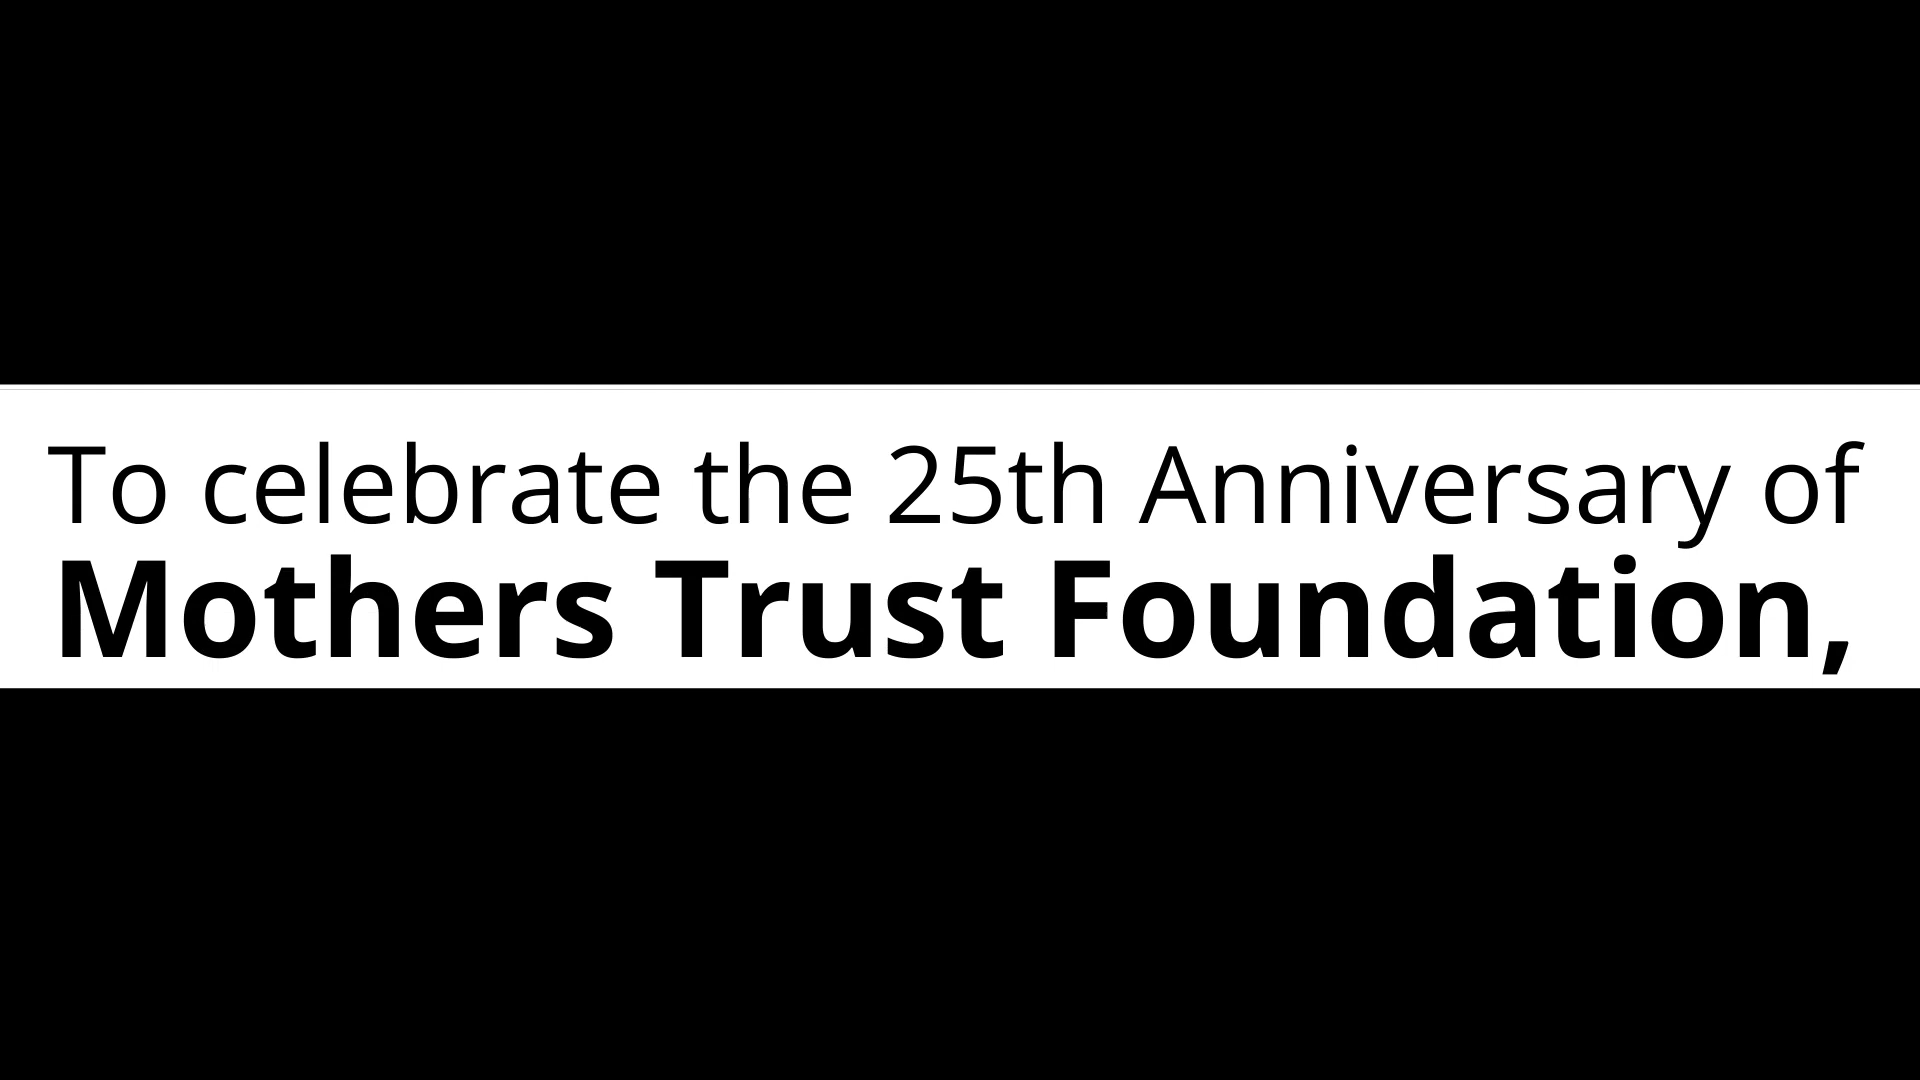 To celebrate the 25th Anniversary of
Mothers Trust Foundation,